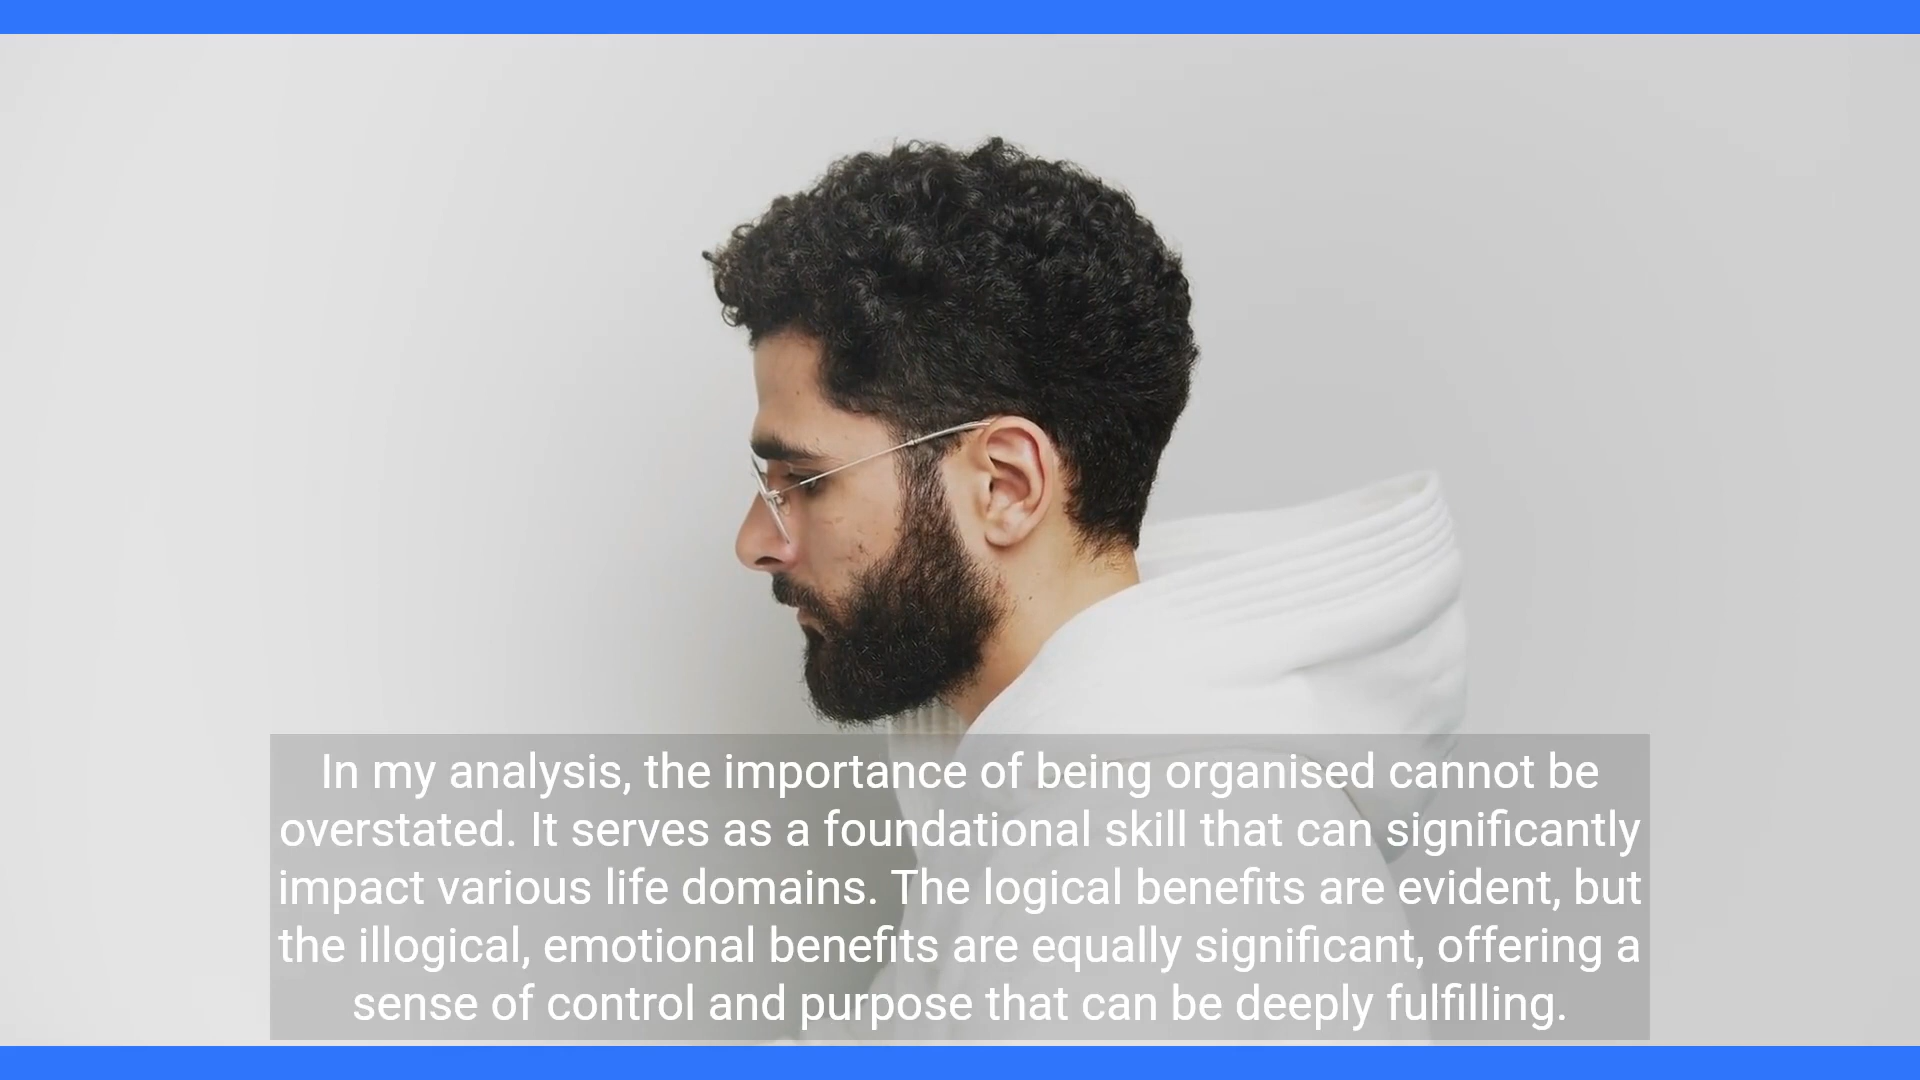 In my analysis, the importance of being organised cannot be
overstated. It serves as a foundational skill that can significantly
impact various life domains. The logical benefits are evident, but
the illogical, emotional benefits are equally significant, offering a
sense of control and purpose that can be deeply fulfilling.